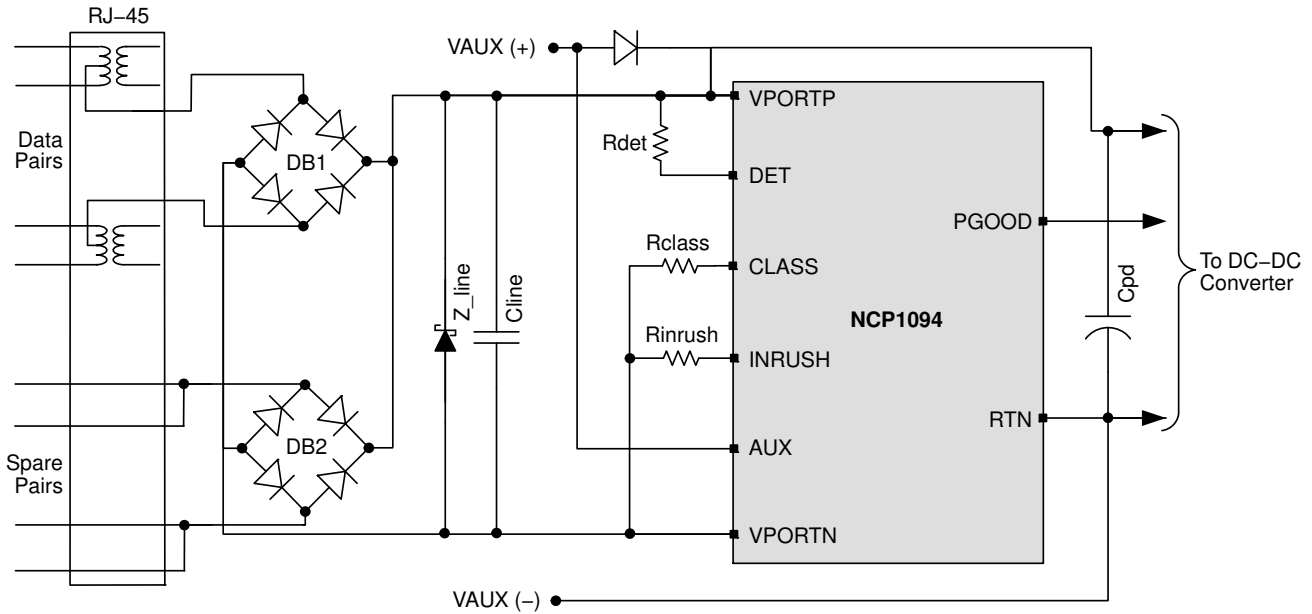 RJ−45
VAUX (+)
Data
Pairs
DB1
VPORTP
Rdet
DET
PGOOD
Rclass
CLASS
Z_line
Cline
NCP1094
Cpd
To DC−DC
Converter
Rinrush
INRUSH
RTN
Spare
Pairs
DB2
AUX
VPORTN
VAUX (−)